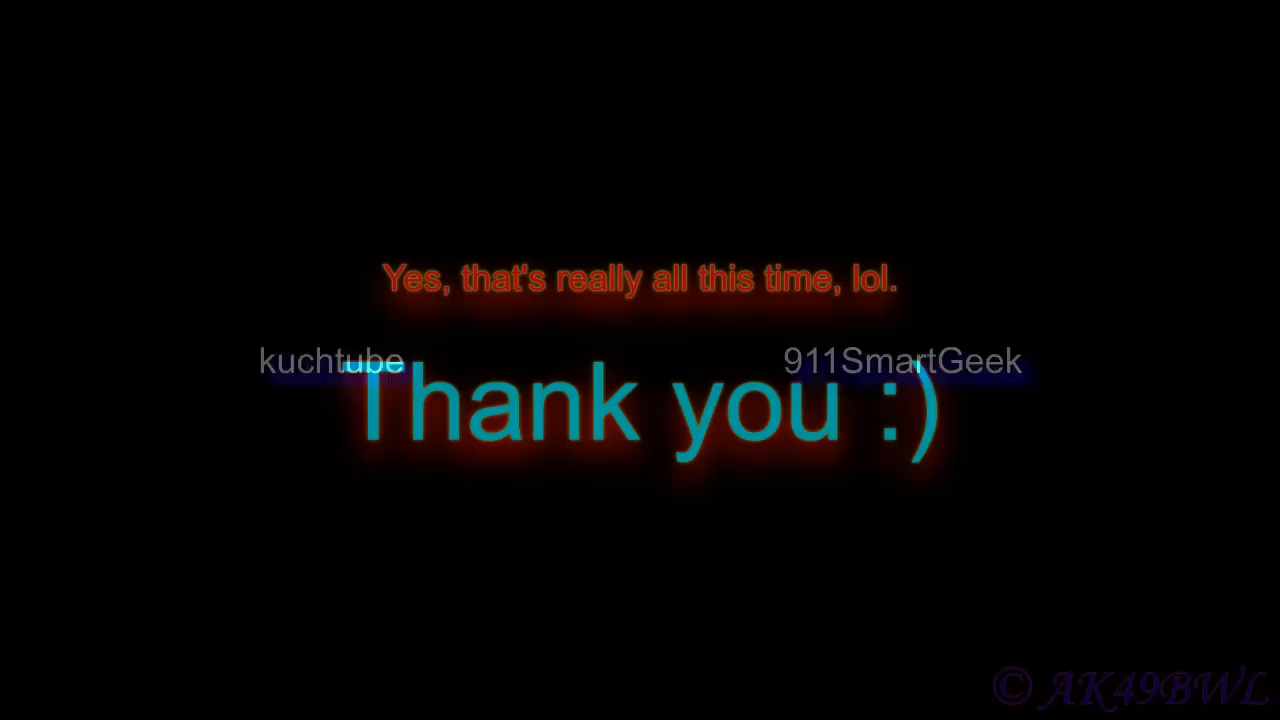 Yes, that's really all this time, lol.
kuchtube 911SmartGeek
Thank you :)
© AK49BWL